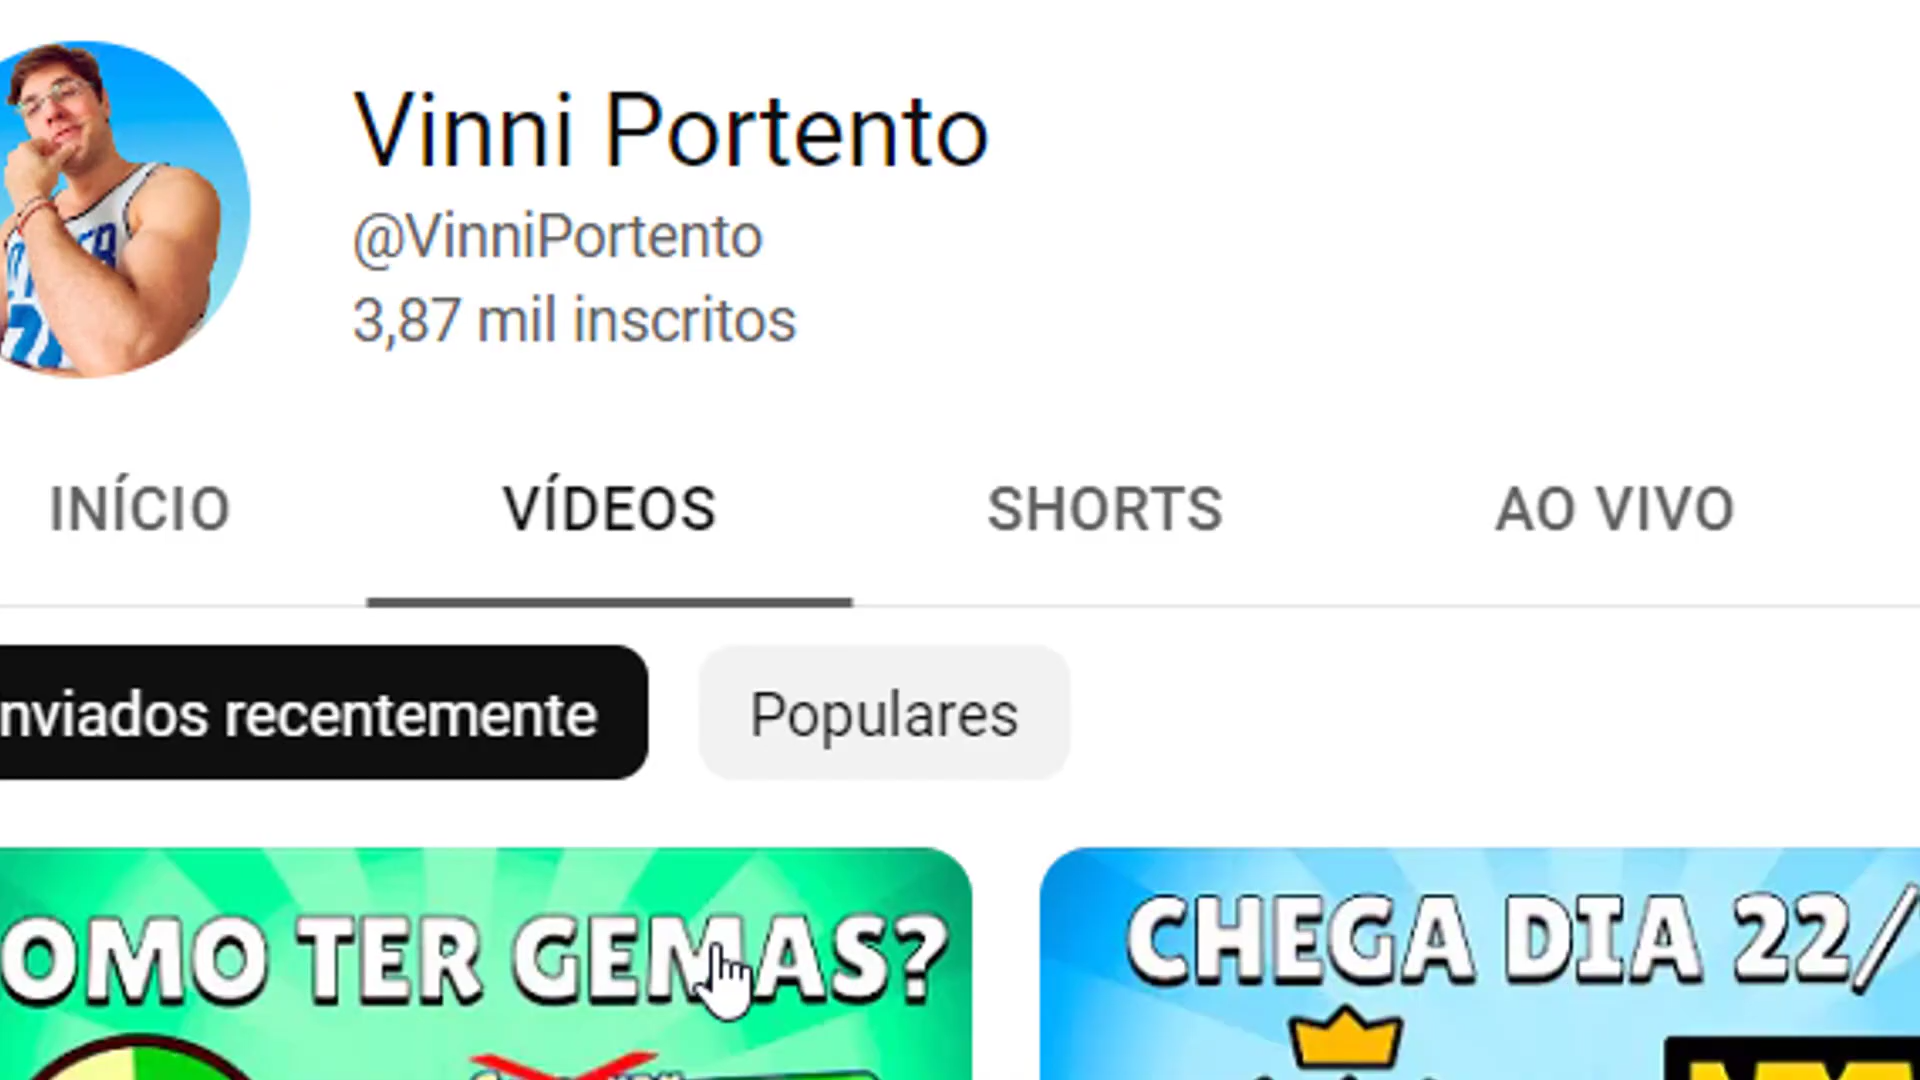 Vinni Portento
@VinniPortento
3,87 mil inscritos
INÍCIO VÍDEOS SHORTS AO VIVO
nviados recentemente Populares
OMO TER GEMAS? CHEGA DIA 22/